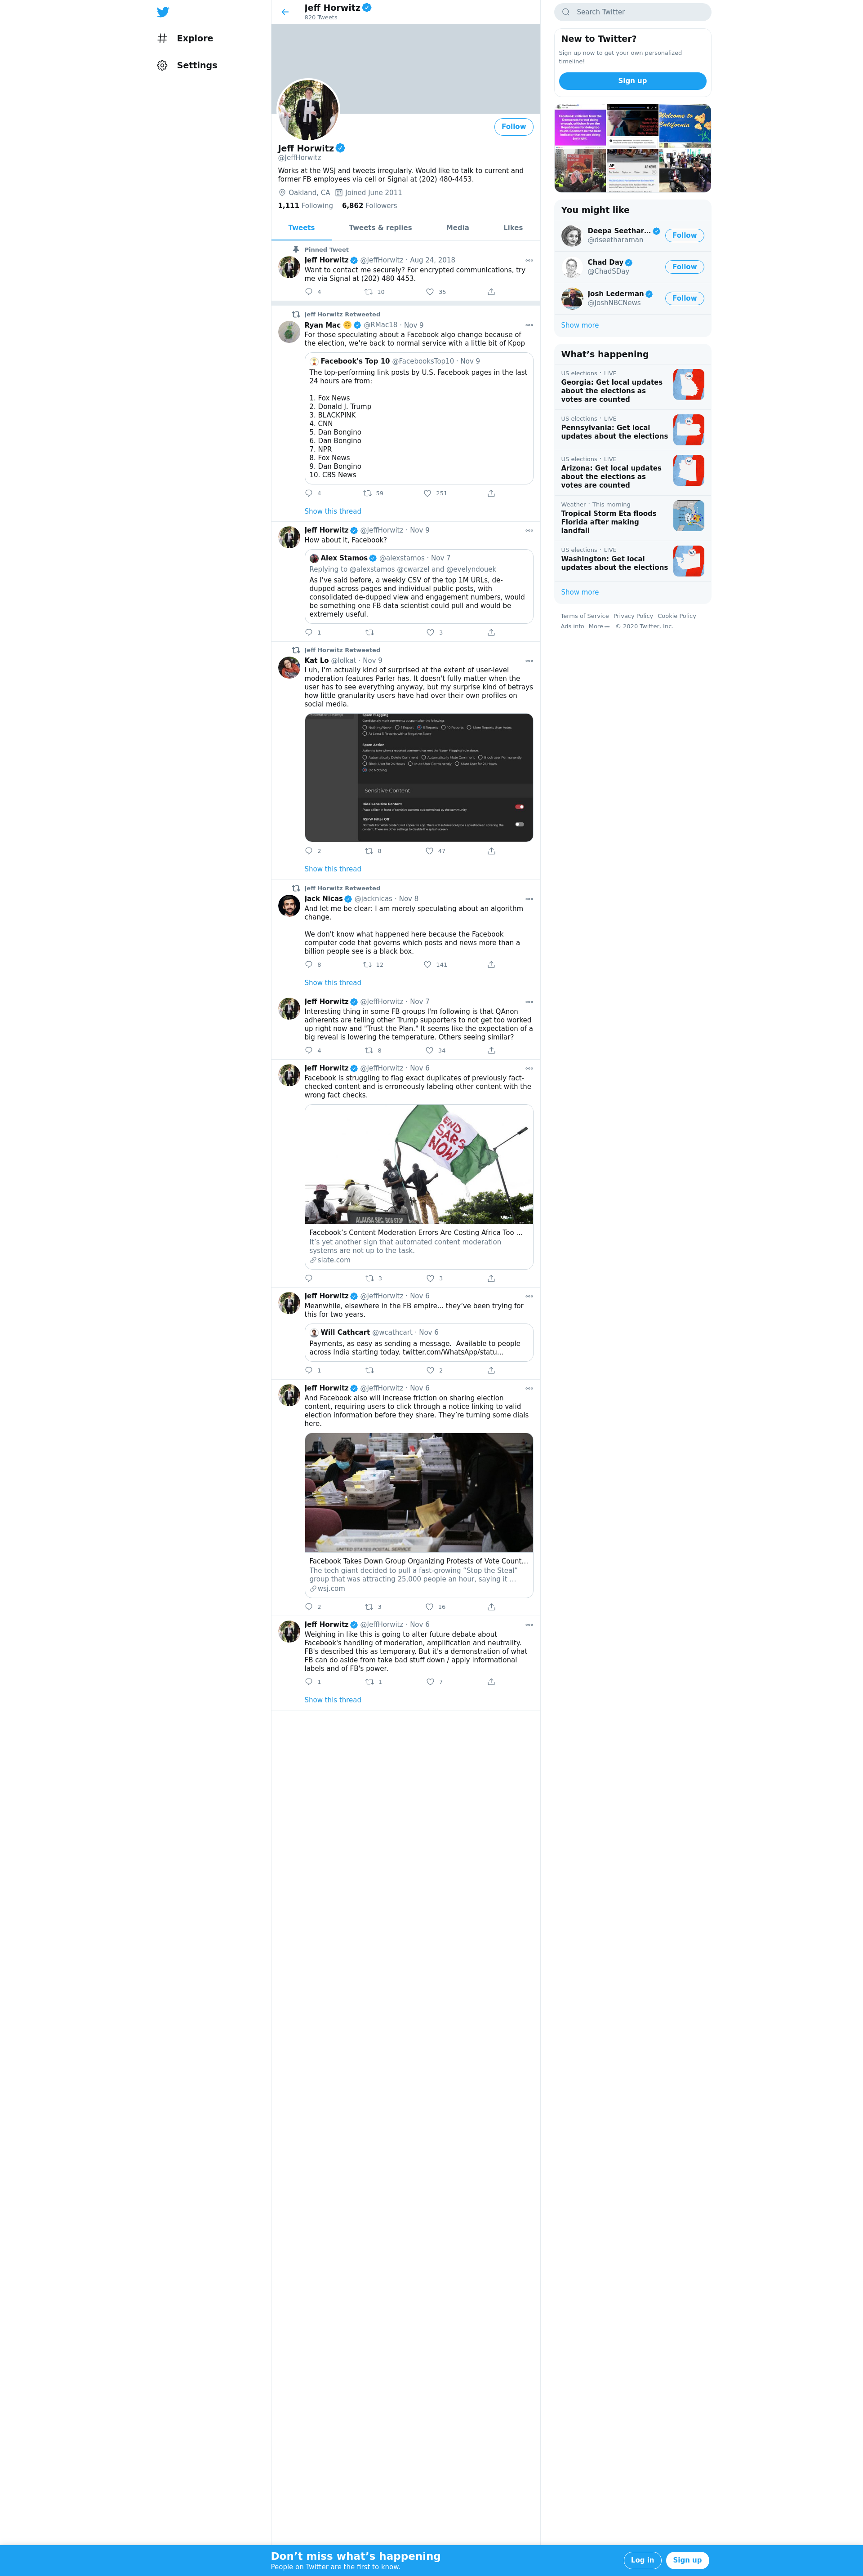 Explore
Settings
Jeff Horwitz
820 Tweets
Follow
Jeff Horwitz
@JeffHorwitz
Works at the WSJ and tweets irregularly. Would like to talk to current and
former FB employees via cell or Signal at (202) 480-4453.
Oakland, CA Joined June 2011
1,111 Following 6,862 Followers
Tweets Tweets & replies Media Likes
Pinned Tweet
Jeff Horwitz @JeffHorwitz · Aug 24, 2018
Want to contact me securely? For encrypted communications, try
me via Signal at (202) 480 4453.
4 10 35
Jeff Horwitz Retweeted
Ryan Mac @RMac18 · Nov 9
For those speculating about a Facebook algo change because of
the election, we're back to normal service with a little bit of Kpop
Facebook's Top 10 @FacebooksTop10 · Nov 9
The top-performing link posts by U.S. Facebook pages in the last
24 hours are from:
1. Fox News
2. Donald J. Trump
3. BLACKPINK
4. CNN
5. Dan Bongino
6. Dan Bongino
7. NPR
8. Fox News
9. Dan Bongino
10. CBS News
4 59 251
Show this thread
Jeff Horwitz @JeffHorwitz · Nov 9
How about it, Facebook?
Alex Stamos @alexstamos · Nov 7
Replying to @alexstamos @cwarzel and @evelyndouek
As I've said before, a weekly CSV of the top 1M URLs, de-
dupped across pages and individual public posts, with
consolidated de-dupped view and engagement numbers, would
be something one FB data scientist could pull and would be
extremely useful.
1 3
Jeff Horwitz Retweeted
Kat Lo @lolkat · Nov 9
I uh, I'm actually kind of surprised at the extent of user-level
moderation features Parler has. It doesn't fully matter when the
user has to see everything anyway, but my surprise kind of betrays
how little granularity users have had over their own profiles on
social media.
Spam Flagging
Spam Action
Sensitive Content
Hide Sensitive Content
NSFW Filter Off
2 8 47
Show this thread
Jeff Horwitz Retweeted
Jack Nicas @jacknicas · Nov 8
And let me be clear: I am merely speculating about an algorithm
change.
We don't know what happened here because the Facebook
computer code that governs which posts and news more than a
billion people see is a black box.
8 12 141
Show this thread
Jeff Horwitz @JeffHorwitz · Nov 7
Interesting thing in some FB groups I'm following is that QAnon
adherents are telling other Trump supporters to not get too worked
up right now and "Trust the Plan." It seems like the expectation of a
big reveal is lowering the temperature. Others seeing similar?
4 8 34
Jeff Horwitz @JeffHorwitz · Nov 6
Facebook is struggling to flag exact duplicates of previously fact-
checked content and is erroneously labeling other content with the
wrong fact checks.
END
SARS
NOW
ALAUSA BEG. BUS STOP
Facebook's Content Moderation Errors Are Costing Africa Too ...
It's yet another sign that automated content moderation
systems are not up to the task.
slate.com
3 3
Jeff Horwitz @JeffHorwitz · Nov 6
Meanwhile, elsewhere in the FB empire... they've been trying for
this for two years.
Will Cathcart @wcathcart · Nov 6
Payments, as easy as sending a message. Available to people
across India starting today. twitter.com/WhatsApp/statu...
1 2
Jeff Horwitz @JeffHorwitz · Nov 6
And Facebook also will increase friction on sharing election
content, requiring users to click through a notice linking to valid
election information before they share. They're turning some dials
here.
UNITED STATES POSTAL SERVICE
Facebook Takes Down Group Organizing Protests of Vote Count...
The tech giant decided to pull a fast-growing "Stop the Steal"
group that was attracting 25,000 people an hour, saying it ...
wsj.com
2 3 16
Jeff Horwitz @JeffHorwitz · Nov 6
Weighing in like this is going to alter future debate about
Facebook's handling of moderation, amplification and neutrality.
FB's described this as temporary. But it's a demonstration of what
FB can do aside from take bad stuff down / apply informational
labels and of FB's power.
1 1 7
Show this thread
Search Twitter
New to Twitter?
Sign up now to get your own personalized
timeline!
Sign up
Welcome to
California
AP
You might like
Deepa Seethar...
@dseetharaman
Follow
Chad Day
@ChadSDay
Follow
Josh Lederman
@JoshNBCNews
Follow
Show more
What's happening
US elections · LIVE
Georgia: Get local updates
about the elections as
votes are counted
US elections · LIVE
Pennsylvania: Get local
updates about the elections
US elections · LIVE
Arizona: Get local updates
about the elections as
votes are counted
Weather · This morning
Tropical Storm Eta floods
Florida after making
landfall
US elections · LIVE
Washington: Get local
updates about the elections
Show more
Terms of Service Privacy Policy Cookie Policy
Ads info More © 2020 Twitter, Inc.
Don't miss what's happening
People on Twitter are the first to know.
Log in Sign up